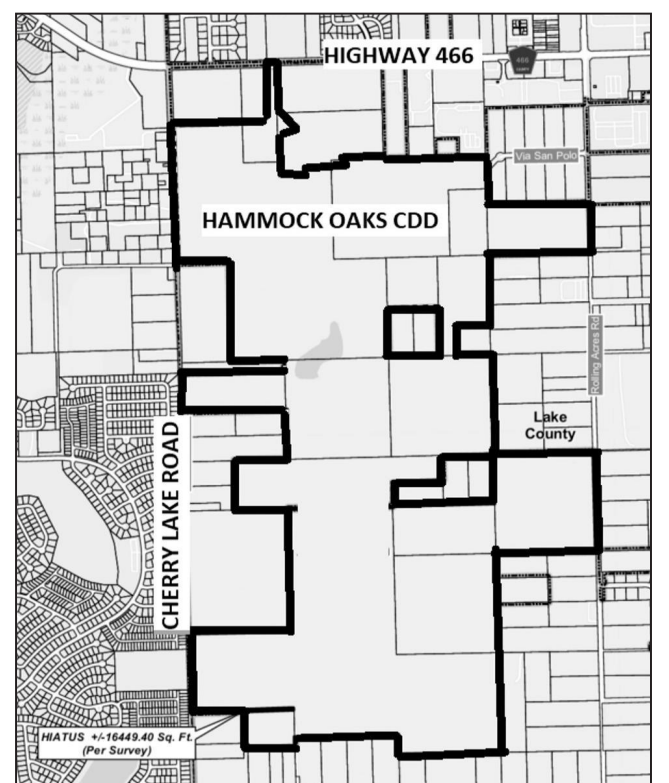 HIGHWAY 466
466
Via San Polo
HAMMOCK OAKS CDD
Rolling Acres Rd
Lake
County
CHERRY LAKE ROAD
HIATUS +/-16449.40 Sq. Ft.
(Per Survey)